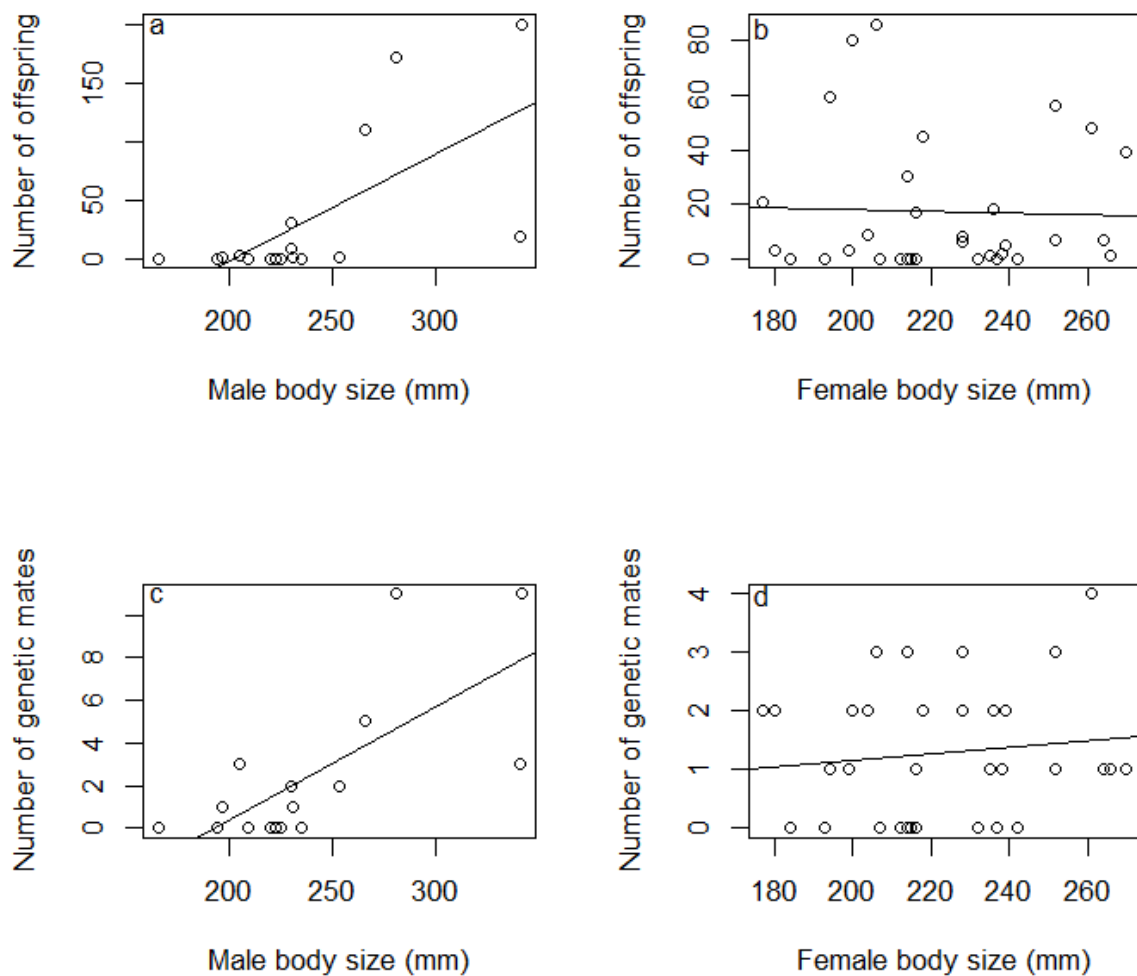 a
Number of offspring
0
50
150
200
250
300
Male body size (mm)
b
Number of offspring
0
20
40
60
80
180
200
220
240
260
Female body size (mm)
c
Number of genetic mates
0
2
4
6
8
200
250
300
Male body size (mm)
d
Number of genetic mates
0
1
2
3
4
180
200
220
240
260
Female body size (mm)